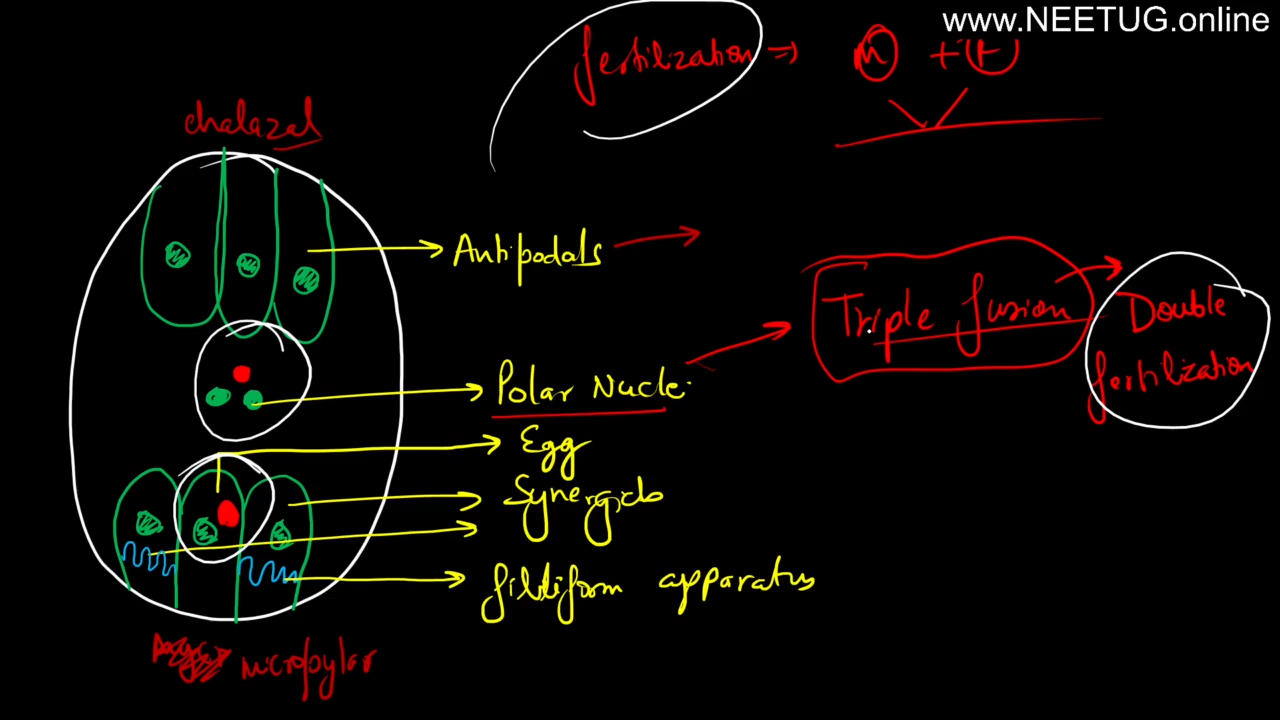 www.NEETUG.online
fertilization => m + f
chalazal
Antipodals
Triple fusion
Double
fertilization
Polar Nuclei
Egg
Synergids
filiform apparatus
micropylar